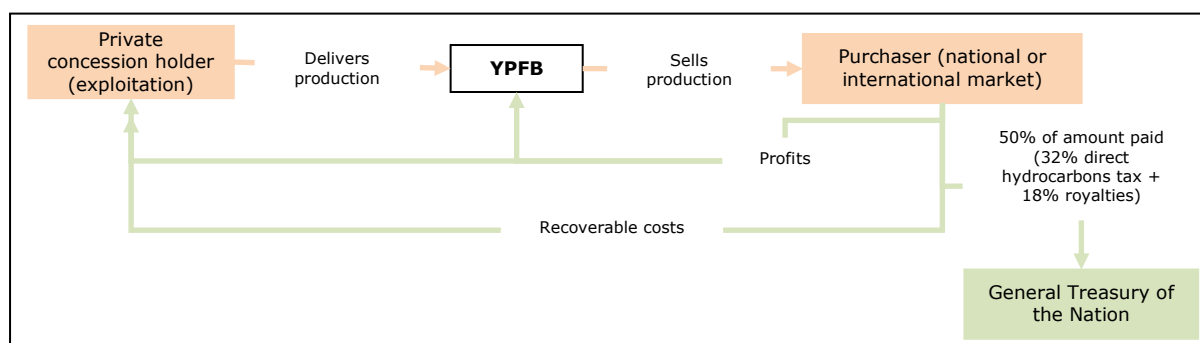 Private
concession holder
(exploitation)
Delivers
production
YPFB
Sells
production
Purchaser (national or
international market)
Profits
50% of amount paid
(32% direct
hydrocarbons tax +
18% royalties)
Recoverable costs
General Treasury of
the Nation